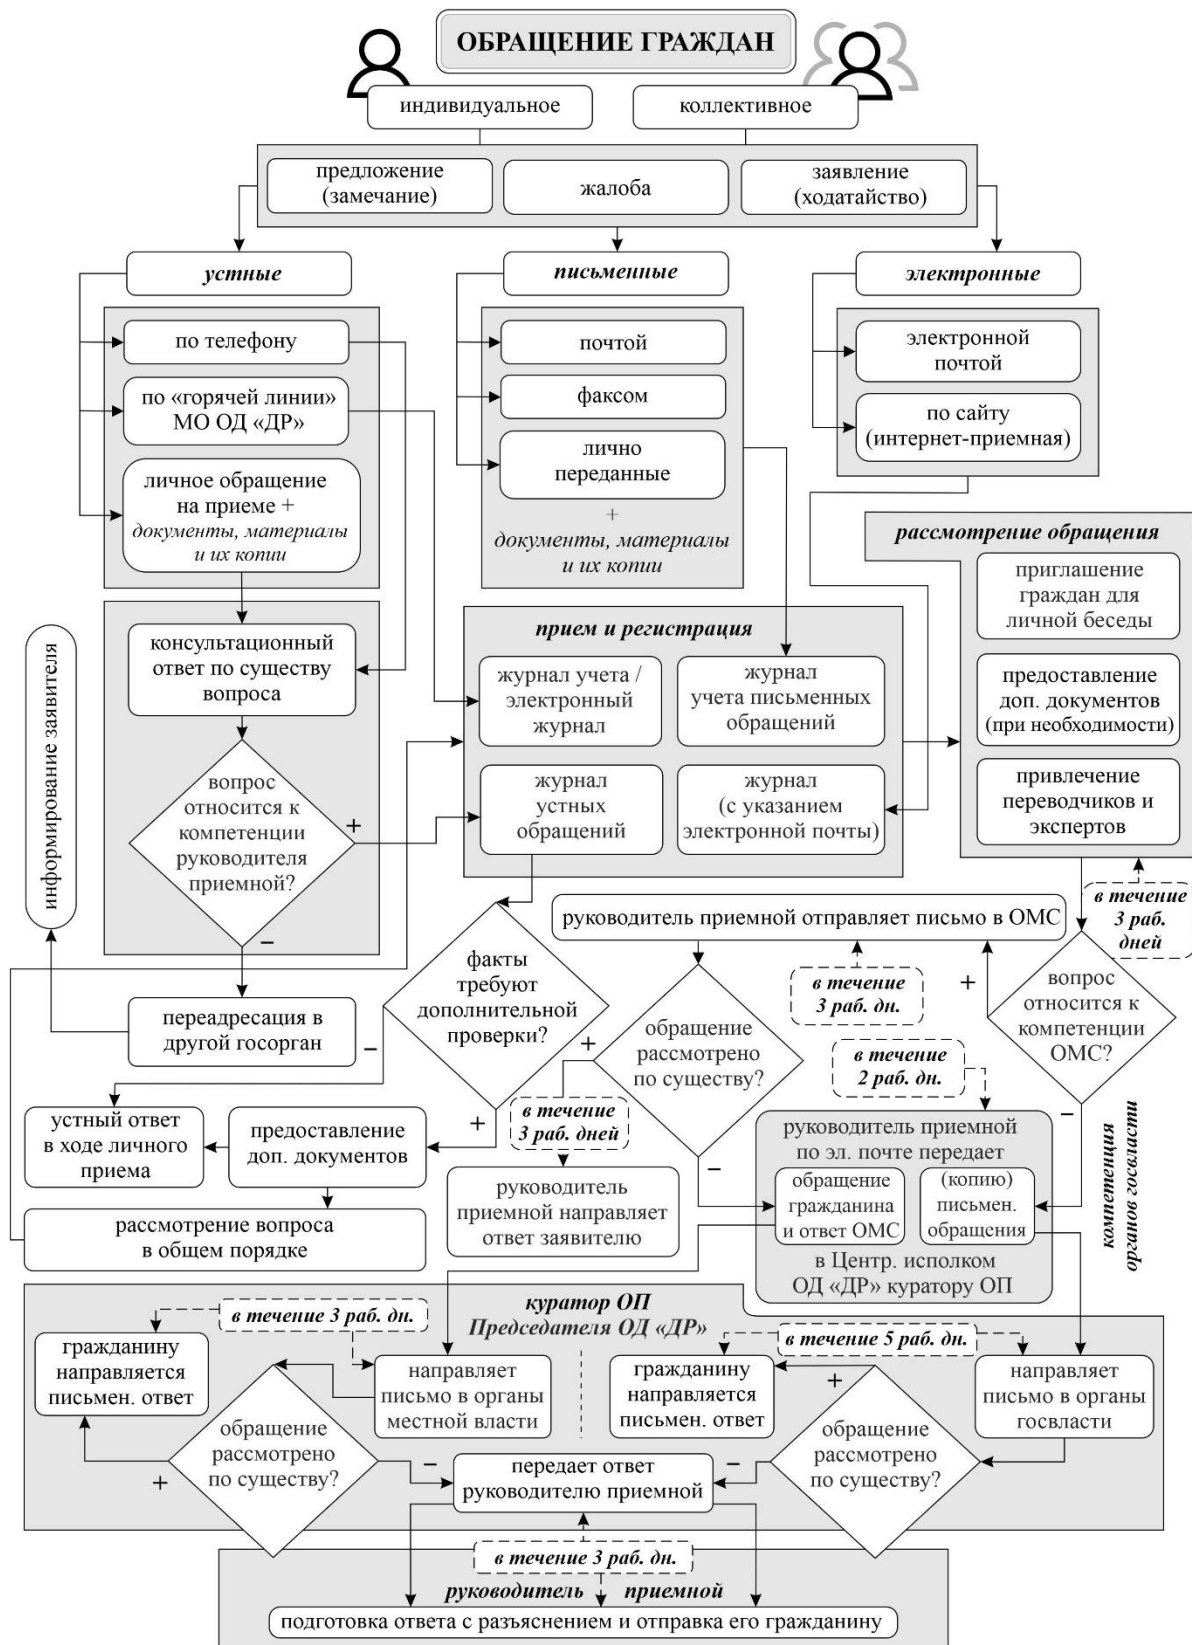 ОБРАЩЕНИЕ ГРАЖДАН
индивидуальное
коллективное
предложение
(замечание)
жалоба
заявление
(ходатайство)
устные
письменные
электронные
по телефону
по «горячей линии»
МО ОД «ДР»
личное обращение
на приеме +
документы, материалы
и их копии
почтой
факсом
лично
переданные
+
документы, материалы
и их копии
электронной
почтой
по сайту
(интернет-приемная)
рассмотрение обращения
приглашение
граждан для
личной беседы
предоставление
доп. документов
(при необходимости)
привлечение
переводчиков и
экспертов
информирование заявителя
консультационный
ответ по существу
вопроса
вопрос
относится к
компетенции
руководителя
приемной?
+
–
прием и регистрация
журнал учета /
электронный
журнал
журнал
учета письменных
обращений
журнал
устных
обращений
журнал
(с указанием
электронной почты)
в течение
3 раб.
дней
руководитель приемной отправляет письмо в ОМС
в течение
3 раб. дн.
вопрос
относится к
компетенции
ОМС?
+
–
факты
требуют
дополнительной
проверки?
–
+
переадресация в
другой госорган
обращение
рассмотрено
по существу?
+
–
в течение
2 раб. дн.
в течение
3 раб. дней
устный ответ
в ходе личного
приема
предоставление
доп. документов
рассмотрение вопроса
в общем порядке
руководитель
приемной направляет
ответ заявителю
руководитель приемной
по эл. почте передает
обращение
гражданина
и ответ ОМС
(копию)
письмен.
обращения
в Центр. исполком
ОД «ДР» куратору ОП
компетенция
органов госвласти
куратор ОП
Председателя ОД «ДР»
в течение 3 раб. дн.
в течение 5 раб. дн.
гражданину
направляется
письмен. ответ
направляет
письмо в органы
местной власти
гражданину
направляется
письмен. ответ
направляет
письмо в органы
госвласти
обращение
рассмотрено
по существу?
+
–
передает ответ
руководителю приемной
обращение
рассмотрено
по существу?
+
–
в течение 3 раб. дн.
руководитель приемной
подготовка ответа с разъяснением и отправка его гражданину